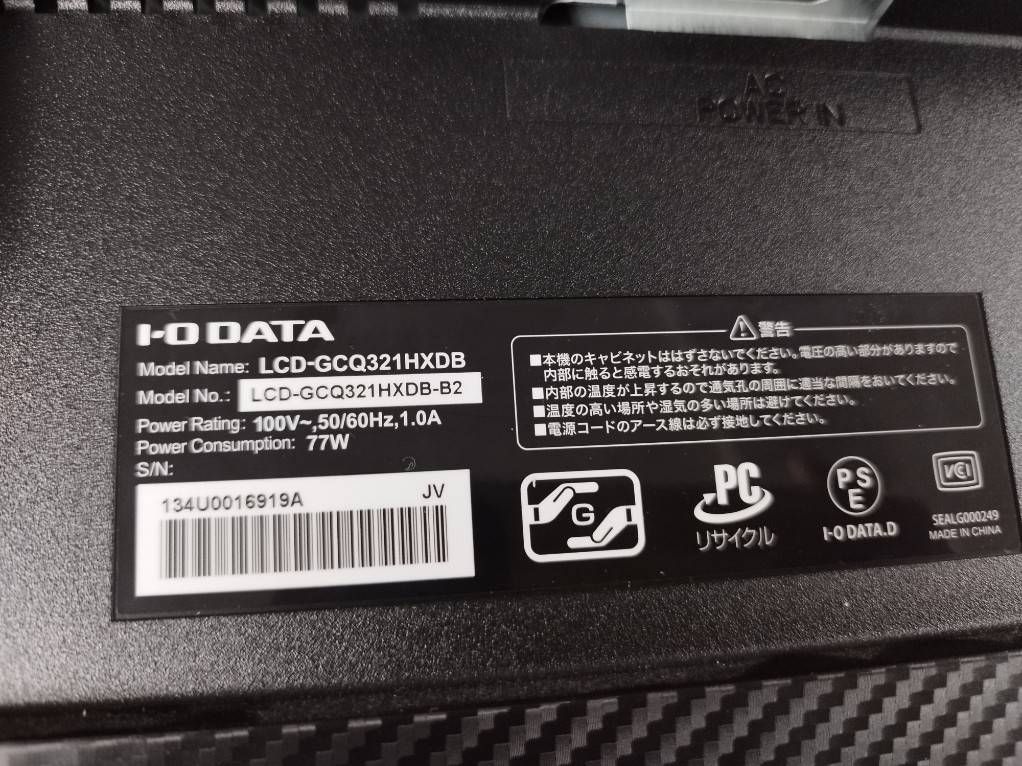 AC
POWER IN
I-O DATA
Model Name: LCD-GCQ321HXDB
Model No.: LCD-GCQ321HXDB-B2
Power Rating: 100V~,50/60Hz,1.0A
Power Consumption: 77W
S/N:
134U0016919A JV
警告
■本機のキャビネットははずさないでください。電圧の高い部分がありますので
内部に触ると感電するおそれがあります。
■内部の温度が上昇するので通気孔の周囲に適当な間隔をおいてください。
■温度の高い場所や湿気の多い場所は避けてください。
■電源コードのアース線は必ず接地してください。
G
PC
リサイクル
PS
E
I-O DATA.D
VCI
SEALG000249
MADE IN CHINA